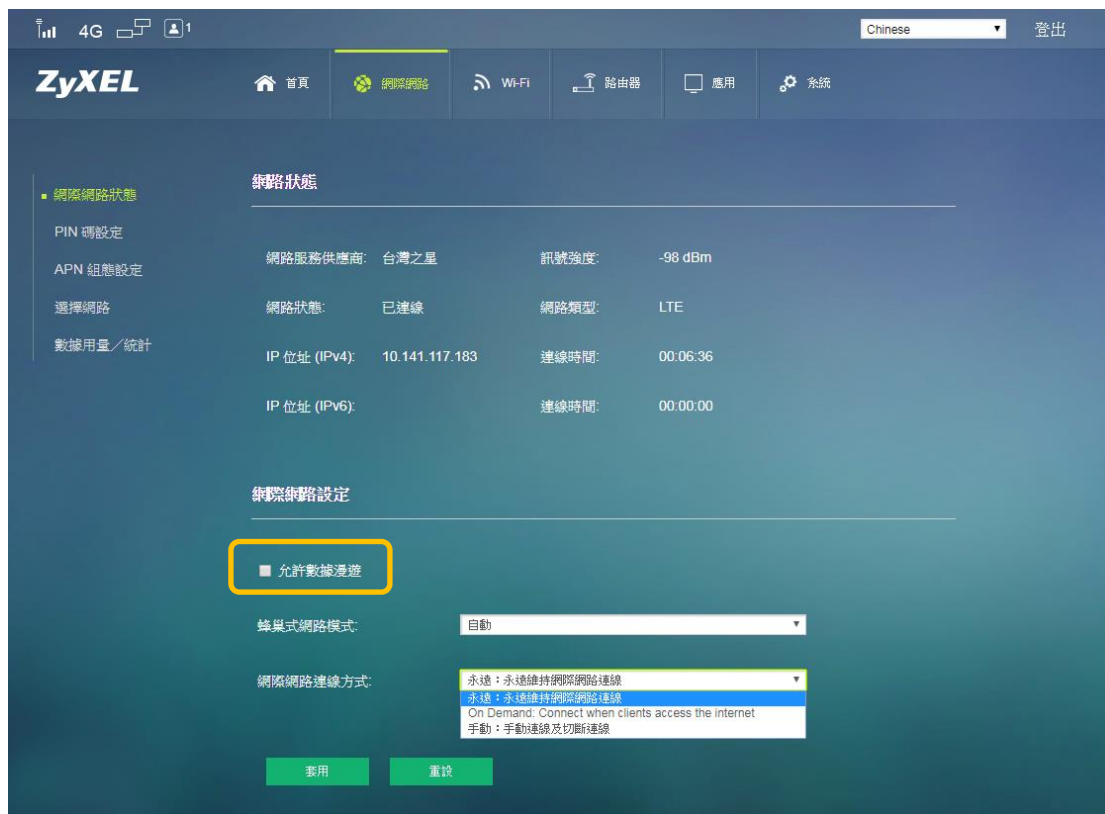 4G 1 Chinese 登出
ZyXEL 首頁 網際網路 Wi-Fi 路由器 應用 系統
網際網路狀態
PIN 碼設定
APN 組態設定
選擇網路
數據用量／統計
網路狀態
網路服務供應商: 台灣之星 訊號強度: -98 dBm
網路狀態: 已連線 網路類型: LTE
IP 位址 (IPv4): 10.141.117.183 連線時間: 00:06:36
IP 位址 (IPv6): 連線時間: 00:00:00
網際網路設定
允許數據漫遊
蜂巢式網路模式: 自動
網際網路連線方式: 永遠：永遠維持網際網路連線
永遠：永遠維持網際網路連線
On Demand: Connect when clients access the internet
手動：手動連線及切斷連線
套用 重設